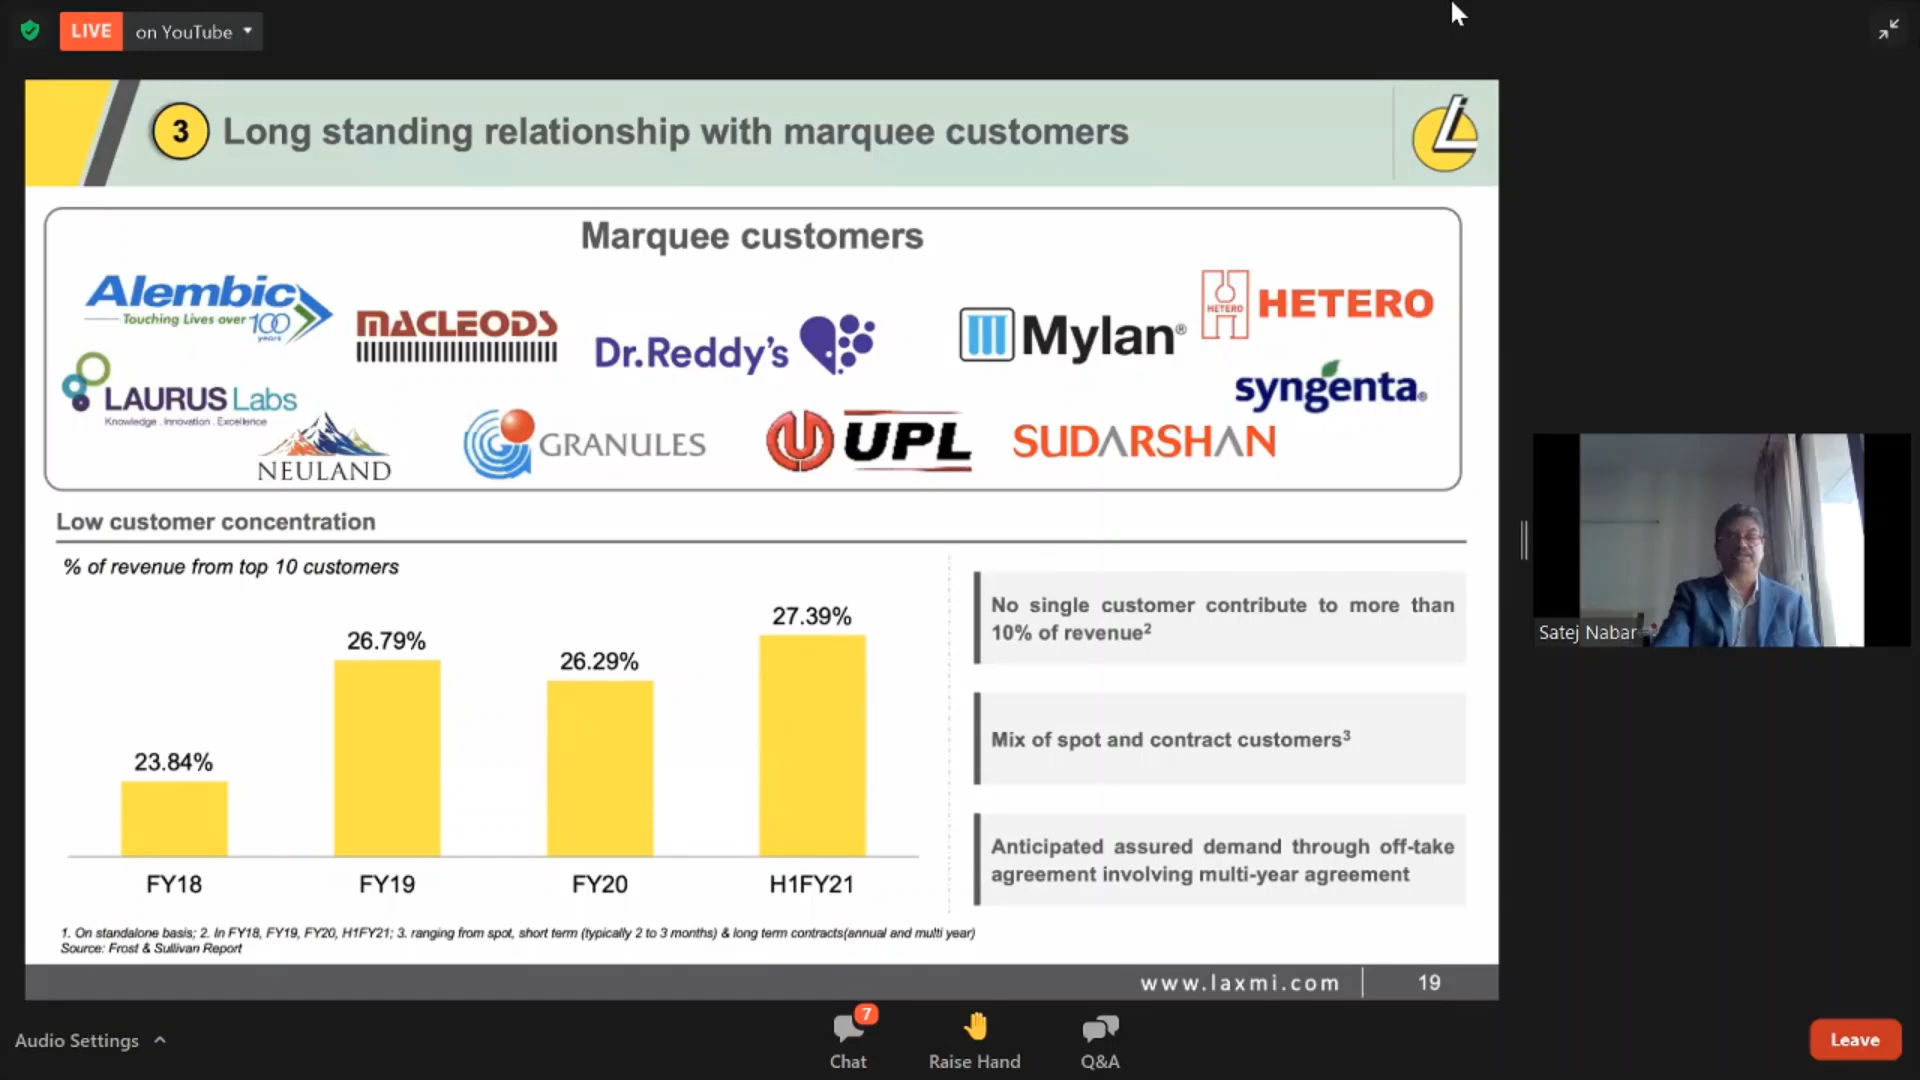 LIVE on YouTube
3 Long standing relationship with marquee customers
Marquee customers
Alembic
Touching Lives over 100 years
MACLEODS
Dr.Reddy's
Mylan®
HETERO
HETERO
LAURUS Labs
Knowledge . Innovation . Excellence
NEULAND
GRANULES
UPL
SUDARSHAN
syngenta®
Low customer concentration
% of revenue from top 10 customers
23.84%
26.79%
26.29%
27.39%
FY18
FY19
FY20
H1FY21
No single customer contribute to more than
10% of revenue2
Mix of spot and contract customers3
Anticipated assured demand through off-take
agreement involving multi-year agreement
1. On standalone basis; 2. In FY18, FY19, FY20, H1FY21; 3. ranging from spot, short term (typically 2 to 3 months) & long term contracts(annual and multi year)
Source: Frost & Sullivan Report
www.laxmi.com 19
Satej Nabar
Audio Settings
7
Chat
Raise Hand
Q&A
Leave